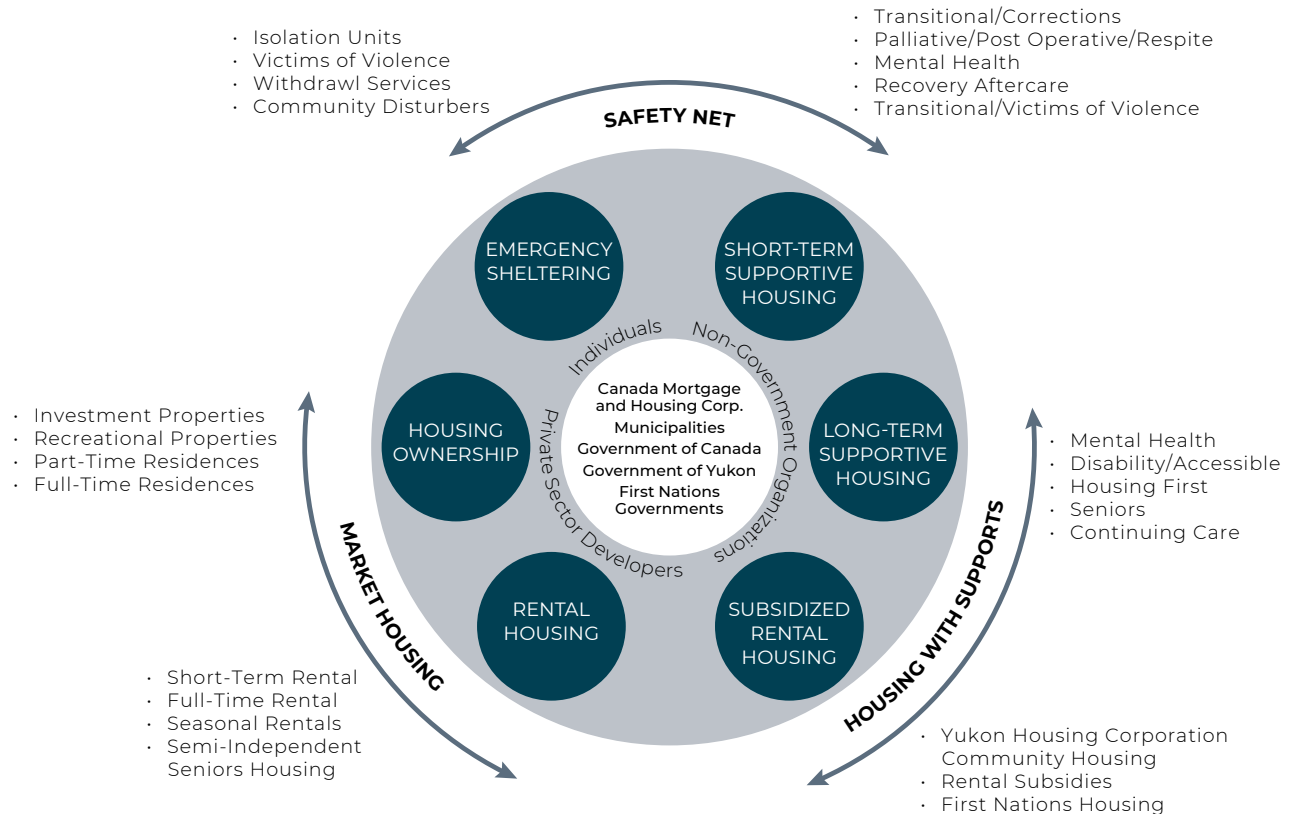 · Isolation Units
· Victims of Violence
· Withdrawl Services
· Community Disturbers
· Transitional/Corrections
· Palliative/Post Operative/Respite
· Mental Health
· Recovery Aftercare
· Transitional/Victims of Violence
SAFETY NET
EMERGENCY
SHELTERING
SHORT-TERM
SUPPORTIVE
HOUSING
Individuals
Non-Government Organizations
Private Sector Developers
Canada Mortgage
and Housing Corp.
Municipalities
Government of Canada
Government of Yukon
First Nations
Governments
HOUSING
OWNERSHIP
LONG-TERM
SUPPORTIVE
HOUSING
· Investment Properties
· Recreational Properties
· Part-Time Residences
· Full-Time Residences
· Mental Health
· Disability/Accessible
· Housing First
· Seniors
· Continuing Care
MARKET HOUSING
RENTAL
HOUSING
SUBSIDIZED
RENTAL
HOUSING
HOUSING WITH SUPPORTS
· Short-Term Rental
· Full-Time Rental
· Seasonal Rentals
· Semi-Independent
Seniors Housing
· Yukon Housing Corporation
Community Housing
· Rental Subsidies
· First Nations Housing